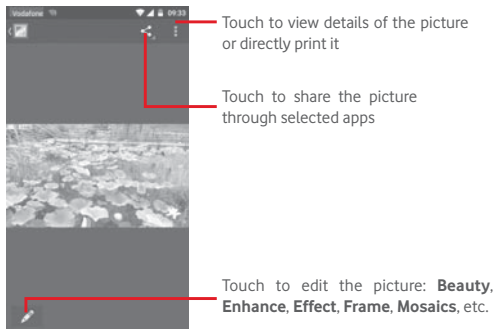 Vodafone 09:33
Touch to view details of the picture
or directly print it
Touch to share the picture
through selected apps
Touch to edit the picture: Beauty,
Enhance, Effect, Frame, Mosaics, etc.